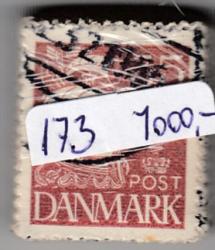 173 1000,-
POST
DANMARK